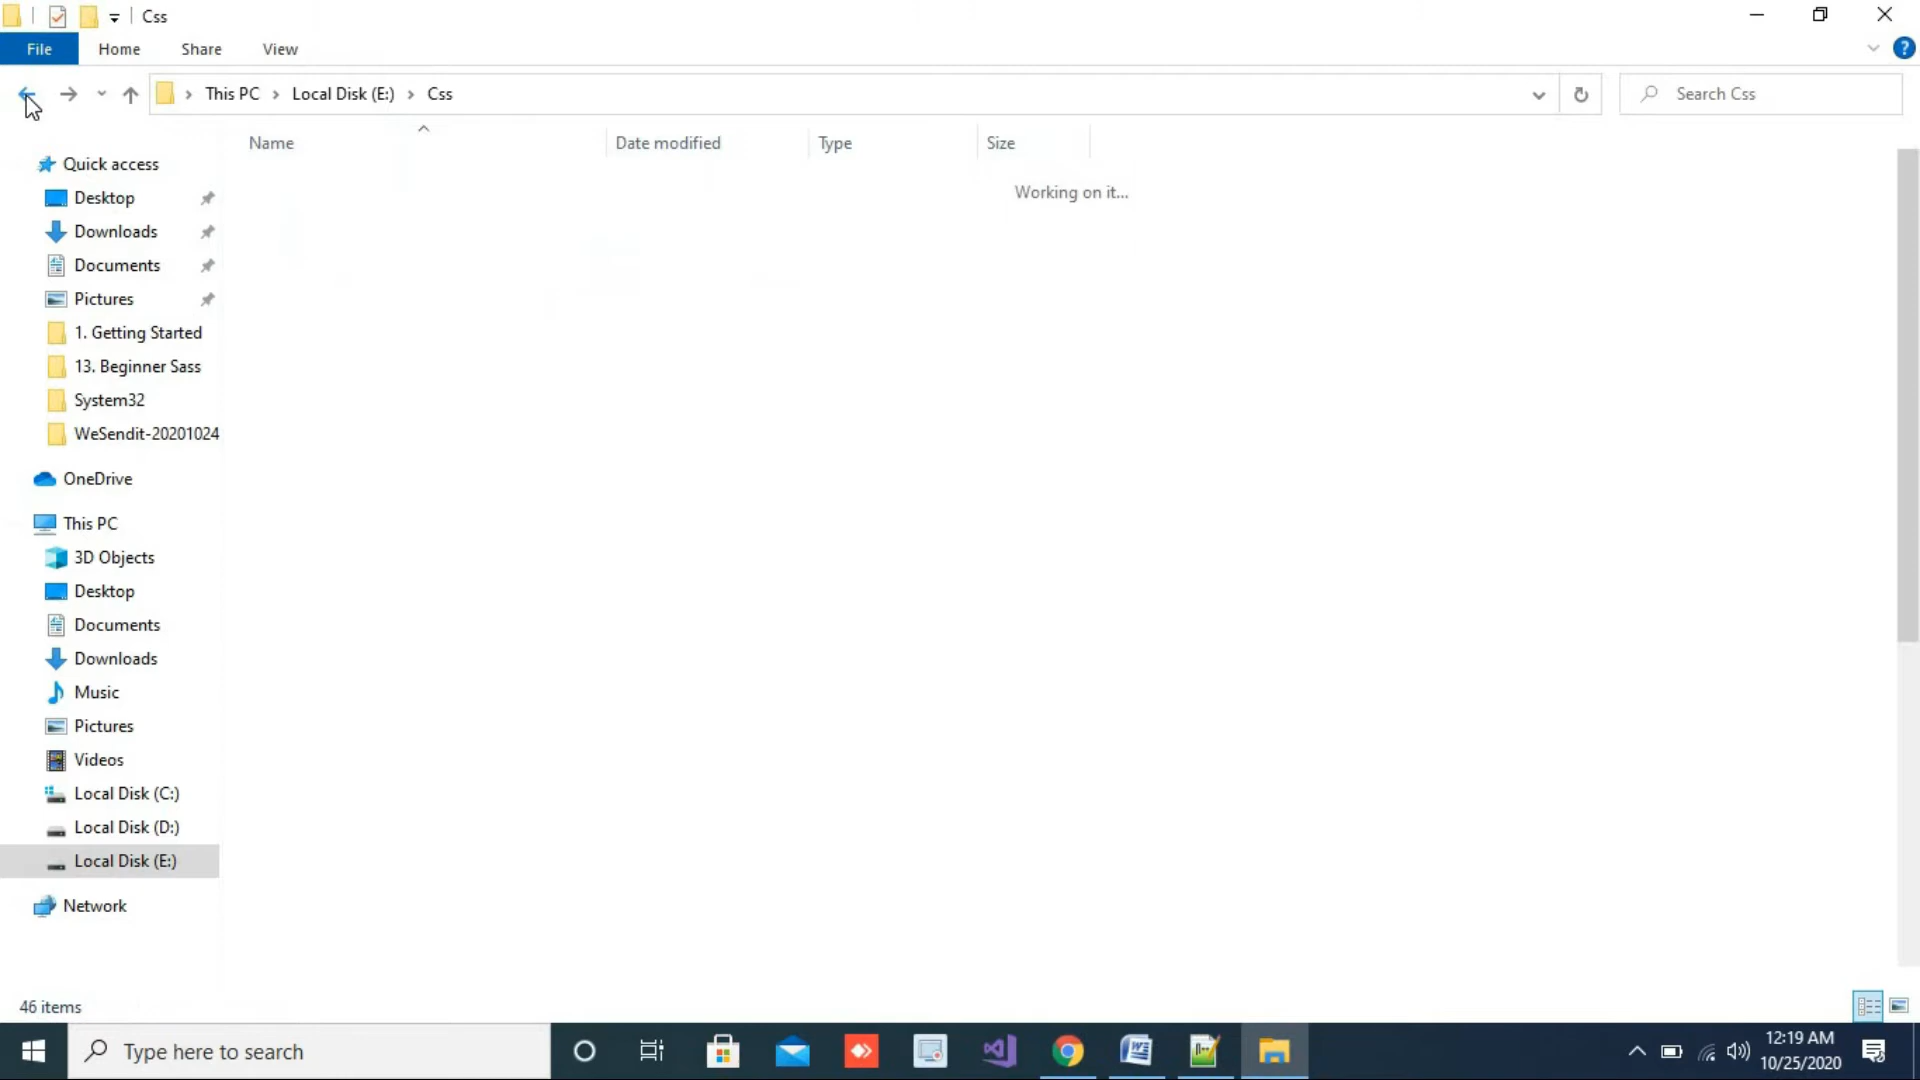 Css
File Home Share View
This PC Local Disk (E:) Css
Search Css
Name Date modified Type Size
Working on it...
Quick access
Desktop
Downloads
Documents
Pictures
1. Getting Started
13. Beginner Sass
System32
WeSendit-20201024
OneDrive
This PC
3D Objects
Desktop
Documents
Downloads
Music
Pictures
Videos
Local Disk (C:)
Local Disk (D:)
Local Disk (E:)
Network
46 items
Type here to search
12:19 AM
10/25/2020